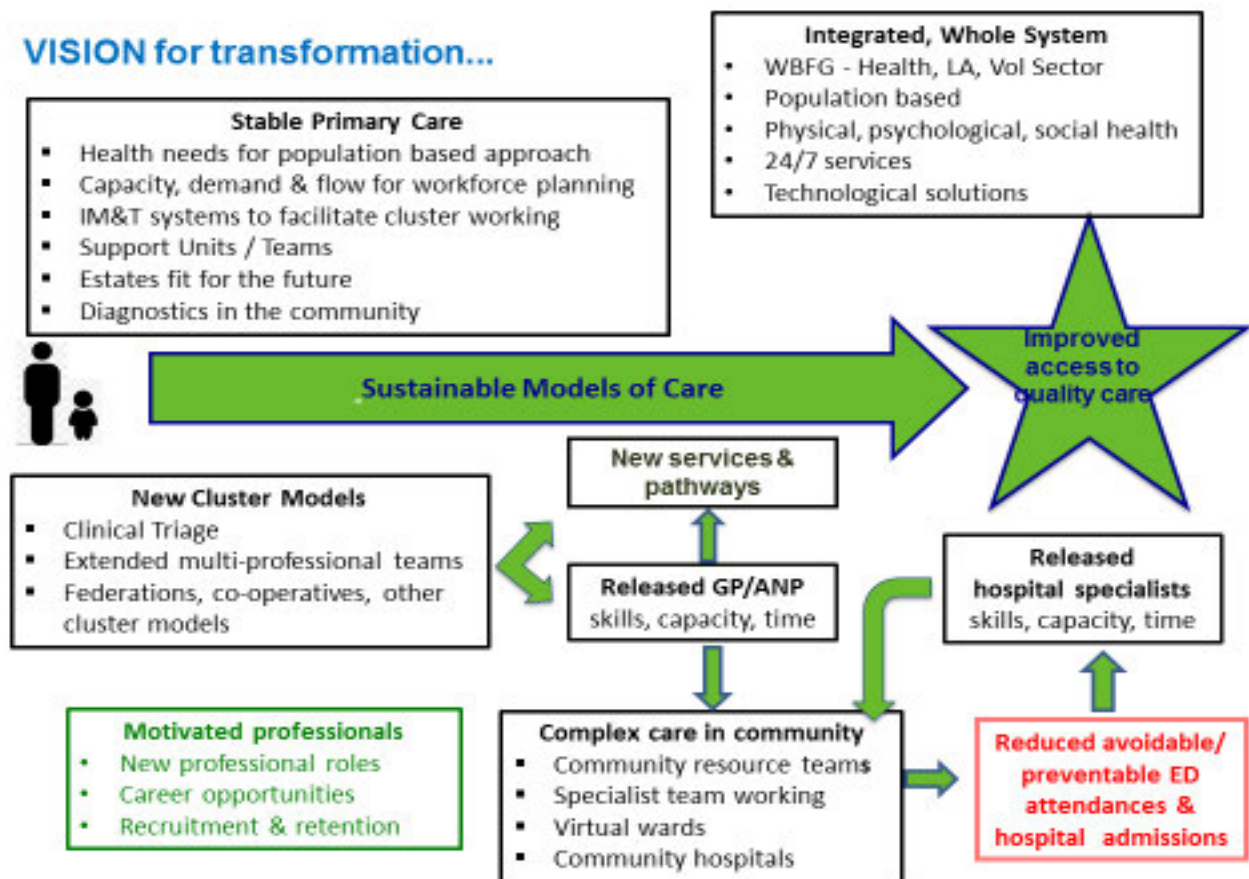 VISION for transformation...
Stable Primary Care
▪ Health needs for population based approach
▪ Capacity, demand & flow for workforce planning
▪ IM&T systems to facilitate cluster working
▪ Support Units / Teams
▪ Estates fit for the future
▪ Diagnostics in the community
Integrated, Whole System
• WBFG - Health, LA, Vol Sector
• Population based
• Physical, psychological, social health
• 24/7 services
• Technological solutions
Sustainable Models of Care
Improved
access to
quality care
New Cluster Models
▪ Clinical Triage
▪ Extended multi-professional teams
▪ Federations, co-operatives, other
cluster models
New services &
pathways
Released GP/ANP
skills, capacity, time
Released
hospital specialists
skills, capacity, time
Motivated professionals
• New professional roles
• Career opportunities
• Recruitment & retention
Complex care in community
▪ Community resource teams
▪ Specialist team working
▪ Virtual wards
▪ Community hospitals
Reduced avoidable/
preventable ED
attendances &
hospital admissions